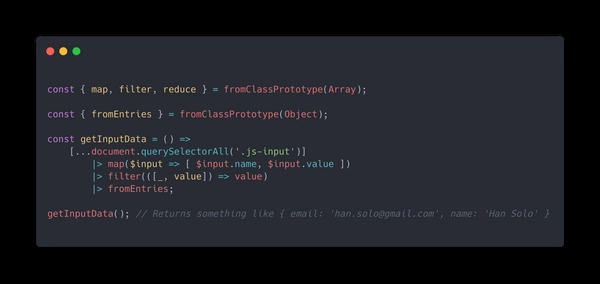 const { map, filter, reduce } = fromClassPrototype(Array);
const { fromEntries } = fromClassPrototype(Object);
const getInputData = () =>
[...document.querySelectorAll('.js-input')]
|> map($input => [ $input.name, $input.value ])
|> filter(([_, value]) => value)
|> fromEntries;
getInputData(); // Returns something like { email: 'han.solo@gmail.com', name: 'Han Solo' }